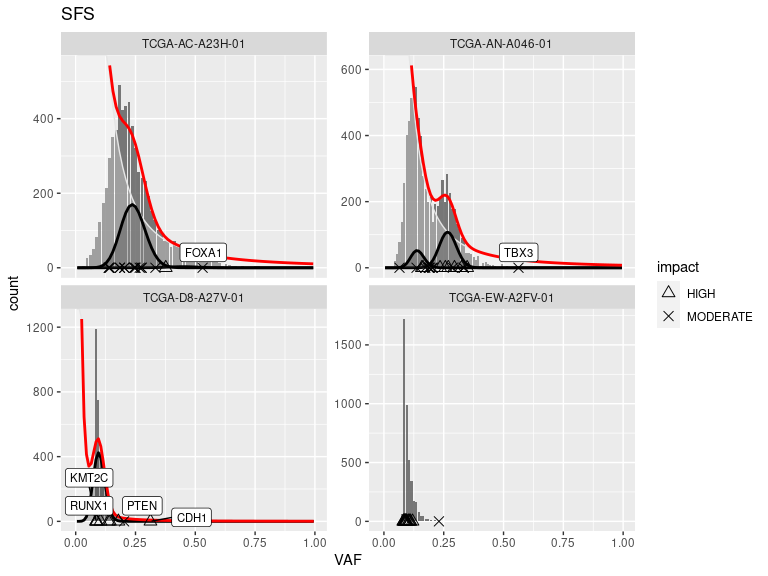 SFS
TCGA-AC-A23H-01
TCGA-AN-A046-01
400
200
0
FOXA1
600
400
200
0
TBX3
count
TCGA-D8-A27V-01
TCGA-EW-A2FV-01
1200
800
400
0
KMT2C
RUNX1
PTEN
CDH1
1500
1000
500
0
0.00
0.25
0.50
0.75
1.00
0.00
0.25
0.50
0.75
1.00
VAF
impact
HIGH
MODERATE